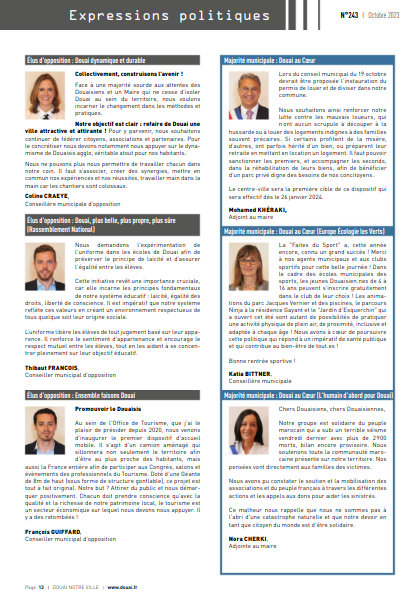 Expressions politiques
N°243 | Octobre 2023
Élus d'opposition : Douai dynamique et durable
Collectivement, construisons l'avenir !
Face à une majorité sourde aux attentes des
Douaisiens et un Maire qui ne cesse d'isoler
Douai au sein du territoire, nous voulons
incarner le changement dans les méthodes et
pratiques.
Notre objectif est clair : refaire de Douai une
ville attractive et attirante ! Pour y parvenir, nous souhaitons
continuer de fédérer citoyens, associations et partenaires. Pour
le concrétiser nous devons notamment nous appuyer sur le dyna-
misme de Douaisis agglo, véritable atout pour nos habitants.
Nous ne pouvons plus nous permettre de travailler chacun dans
notre coin. Il faut s'associer, créer des synergies, mettre en
commun nos expériences et nos réussites, travailler main dans la
main car les chantiers sont colossaux.
Coline CRAEYE,
Conseillère municipale d'opposition
Élus d'opposition : Douai, plus belle, plus propre, plus sûre
(Rassemblement National)
Nous demandons l'expérimentation de
l'uniforme dans les écoles de Douai afin de
préserver le principe de laïcité et d'assurer
l'égalité entre les élèves.
Cette initiative revêt une importance cruciale,
car elle incarne les principes fondamentaux
de notre système éducatif : laïcité, égalité des
droits, liberté de conscience. Il est impératif que notre système
reflète ces valeurs en créant un environnement respectueux de
tous quelque soit leur origine sociale.
L'uniforme libère les élèves de tout jugement basé sur leur appa-
rence. Il renforce le sentiment d'appartenance et encourage le
respect mutuel entre les élèves, tout en les aidant à se concen-
trer pleinement sur leur objectif éducatif.
Thibaut FRANCOIS,
Conseiller municipal d'opposition
Élus d'opposition : Ensemble faisons Douai
Promouvoir le Douaisis
Au sein de l'Office de Tourisme, que j'ai le
plaisir de présider depuis 2020, nous venons
d'inaugurer le premier dispositif d'accueil
mobile. Il s'agit d'un camion aménagé qui
sillonnera non seulement le territoire afin
d'être au plus proche des habitants, mais
aussi la France entière afin de participer aux Congrès, salons et
événements des professionnels du Tourisme. Doté d'une Géante
de 8m de haut (sous forme de structure gonflable), ce projet est
tout à fait original. Notre but ? Attirer du public et nous démar-
quer positivement. Chacun doit prendre conscience qu'avec la
qualité et la richesse de notre patrimoine local, le tourisme est
un secteur économique sur lequel nous devons nous appuyer. Il
y a des retombées !
François GUIFFARD,
Conseiller municipal d'opposition
Majorité municipale : Douai au Cœur
Lors du conseil municipal du 19 octobre
devrait être proposée l'instauration du
permis de louer et de diviser dans notre
commune.
Nous souhaitons ainsi renforcer notre
lutte contre les mauvais loueurs, qui
n'ont aucun scrupule à découper à la
hussarde ou à louer des logements indignes à des familles
souvent précaires. Si certains profitent de la misère,
d'autres, ont parfois hérité d'un bien, ou préparent leur
retraite en mettant en location un logement. Il faut pouvoir
sanctionner les premiers, et accompagner les seconds,
dans la réhabilitation de leurs biens, afin de bénéficier
d'un parc privé digne des besoins de nos concitoyens.
Le centre-ville sera la première cible de ce dispositif qui
sera effectif dès le 26 janvier 2024.
Mohamed KHÉRAKI,
Adjoint au maire
Majorité municipale : Douai au Cœur (Europe Écologie les Verts)
La "Faites du Sport" a, cette année
encore, connu un grand succès ! Merci
à nos agents municipaux et aux clubs
sportifs pour cette belle journée ! Dans
le cadre des écoles municipales des
sports, les jeunes Douaisiens de 4 à
16 ans peuvent s'inscrire gratuitement
dans le club de leur choix ! Les anima-
tions du parc Jacques Vernier et des piscines, le parcours
Ninja à la résidence Gayant et le "Jardin d'Esquerchin" qui
a ouvert cet été sont autant de possibilités de pratiquer
une activité physique de plein air, de proximité, inclusive et
adaptée à chaque âge ! Nous avons à cœur de poursuivre
cette politique qui répond à un impératif de santé publique
et qui contribue au bien-être de tout.es !
Bonne rentrée sportive !
Katia BITTNER,
Conseillère municipale
Majorité municipale : Douai au Cœur (L'humain d'abord pour Douai)
Chers Douaisiens, chères Douaisiennes,
Notre groupe est solidaire du peuple
marocain qui a subi un terrible séisme
vendredi dernier avec plus de 2900
morts, bilan encore provisoire. Nous
soutenons toute la communauté maro-
caine présente sur notre territoire. Nos
pensées vont directement aux familles des victimes.
Nous avons pu constater le soutien et la mobilisation des
associations et du peuple français à travers les différentes
actions et les appels aux dons pour aider les sinistrés.
Ce malheur nous rappelle que nous ne sommes pas à
l'abri d'une catastrophe naturelle et que notre devoir en
tant que citoyen du monde est d'être solidaire.
Nora CHERKI,
Adjointe au maire
Page 13 | DOUAI NOTRE VILLE | www.douai.fr